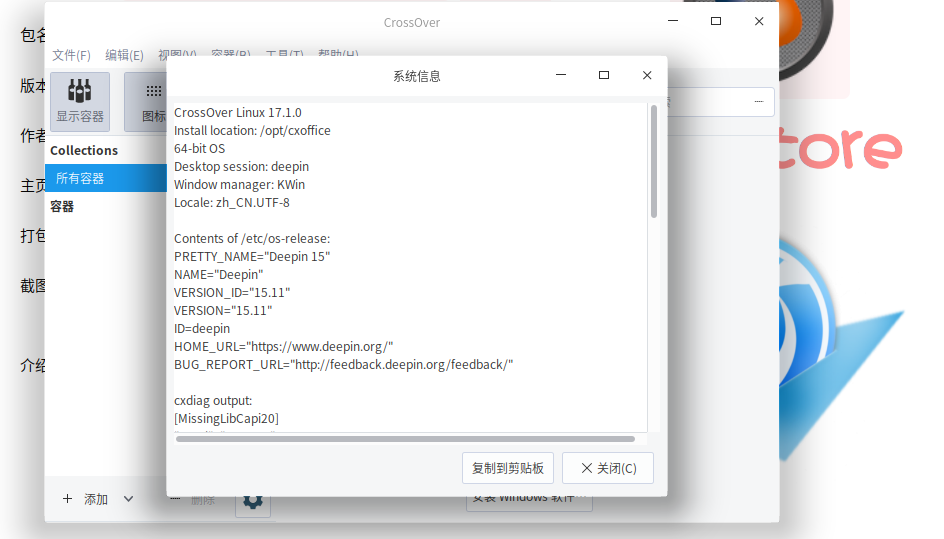 CrossOver
文件(F) 编辑(E) 视图(V) 容器(B) 工具(T) 帮助(H)
显示容器
图标
Collections
所有容器
容器
系统信息
CrossOver Linux 17.1.0
Install location: /opt/cxoffice
64-bit OS
Desktop session: deepin
Window manager: KWin
Locale: zh_CN.UTF-8
Contents of /etc/os-release:
PRETTY_NAME="Deepin 15"
NAME="Deepin"
VERSION_ID="15.11"
VERSION="15.11"
ID=deepin
HOME_URL="https://www.deepin.org/"
BUG_REPORT_URL="http://feedback.deepin.org/feedback/"
cxdiag output:
[MissingLibCapi20]
复制到剪贴板
关闭(C)
添加
删除
安装 Windows 软件
包名
版本
作者
主页
打包
截图
介绍
tore